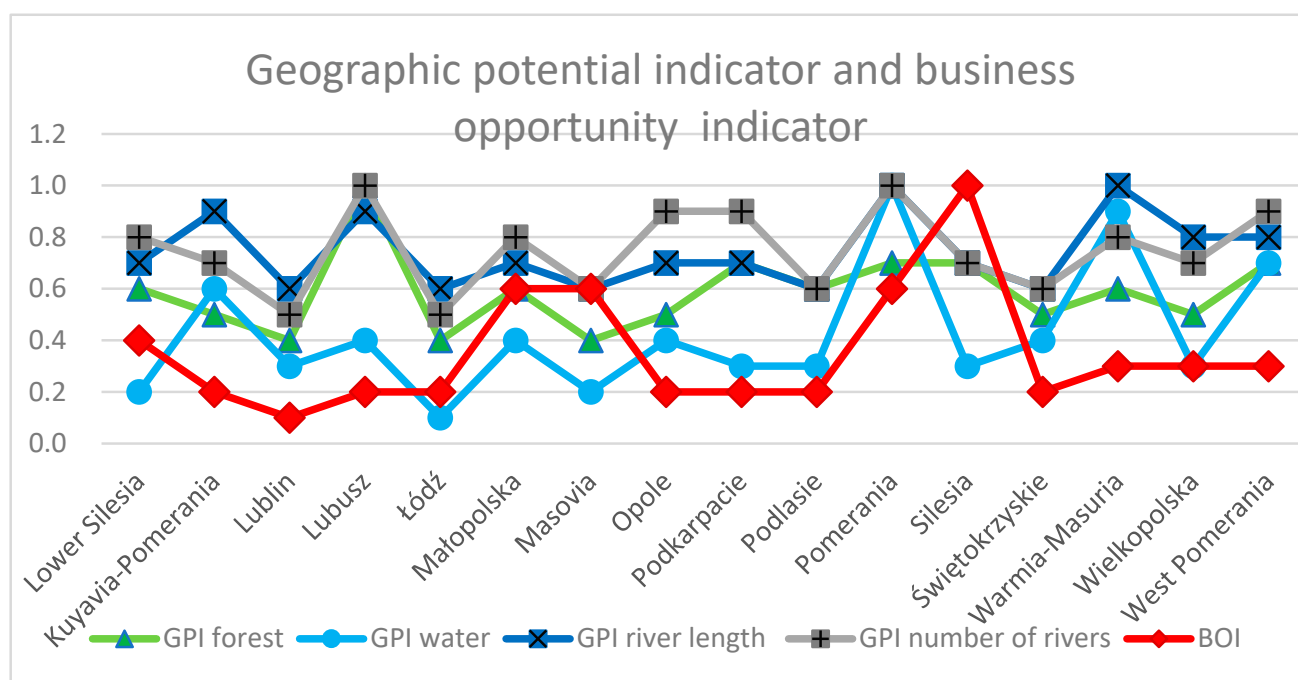 Geographic potential indicator and business
opportunity indicator
1.2
1.0
0.8
0.6
0.4
0.2
0.0
Lower Silesia
Kuyavia-Pomerania
Lublin
Lubusz
Łódź
Małopolska
Masovia
Opole
Podkarpacie
Podlasie
Pomerania
Silesia
Świętokrzyskie
Warmia-Masuria
Wielkopolska
West Pomerania
GPI forest GPI water GPI river length GPI number of rivers BOI